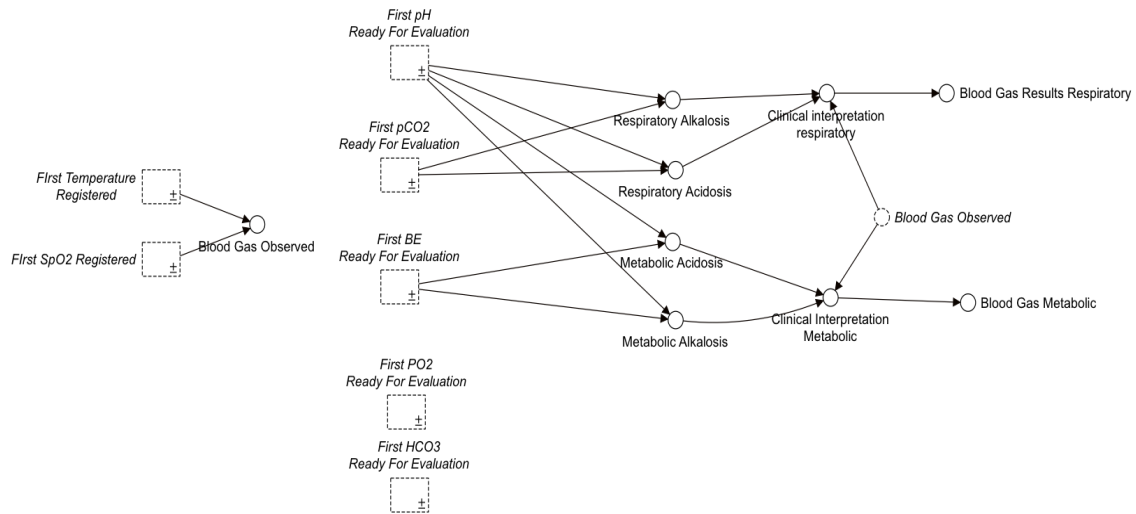 First pH
Ready For Evaluation
Blood Gas Results Respiratory
Clinical interpretation
respiratory
Respiratory Alkalosis
First pCO2
Ready For Evaluation
FIrst Temperature
Registered
Respiratory Acidosis
Blood Gas Observed
Blood Gas Observed
FIrst SpO2 Registered
First BE
Ready For Evaluation
Metabolic Acidosis
Blood Gas Metabolic
Clinical Interpretation
Metabolic
Metabolic Alkalosis
First PO2
Ready For Evaluation
±
±
±
±
±
±
±
First HCO3
Ready For Evaluation